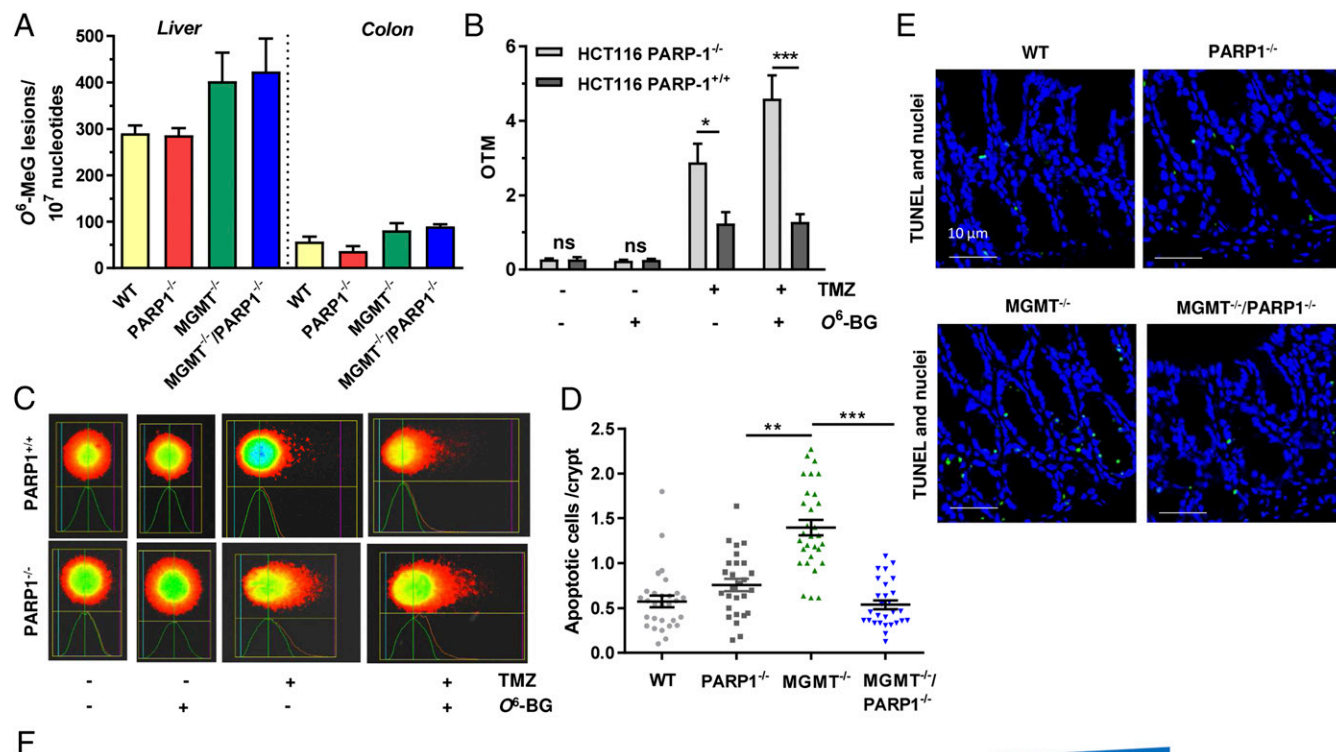 A
Liver
Colon
O⁶-MeG lesions/
10⁷ nucleotides
500
400
300
200
100
0
WT
PARP1⁻/⁻
MGMT⁻/⁻
MGMT⁻/⁻/PARP1⁻/⁻
WT
PARP1⁻/⁻
MGMT⁻/⁻
MGMT⁻/⁻/PARP1⁻/⁻
B
HCT116 PARP-1⁻/⁻
HCT116 PARP-1⁺/⁺
OTM
6
4
2
0
ns
ns
*
***
- - + + TMZ
- + - + O⁶-BG
C
PARP1⁺/⁺
PARP1⁻/⁻
- - + + TMZ
- + - + O⁶-BG
D
Apoptotic cells /crypt
2.5
2.0
1.5
1.0
0.5
0.0
**
***
WT
PARP1⁻/⁻
MGMT⁻/⁻
MGMT⁻/⁻/
PARP1⁻/⁻
E
WT
PARP1⁻/⁻
TUNEL and nuclei
10 µm
MGMT⁻/⁻
MGMT⁻/⁻/PARP1⁻/⁻
TUNEL and nuclei